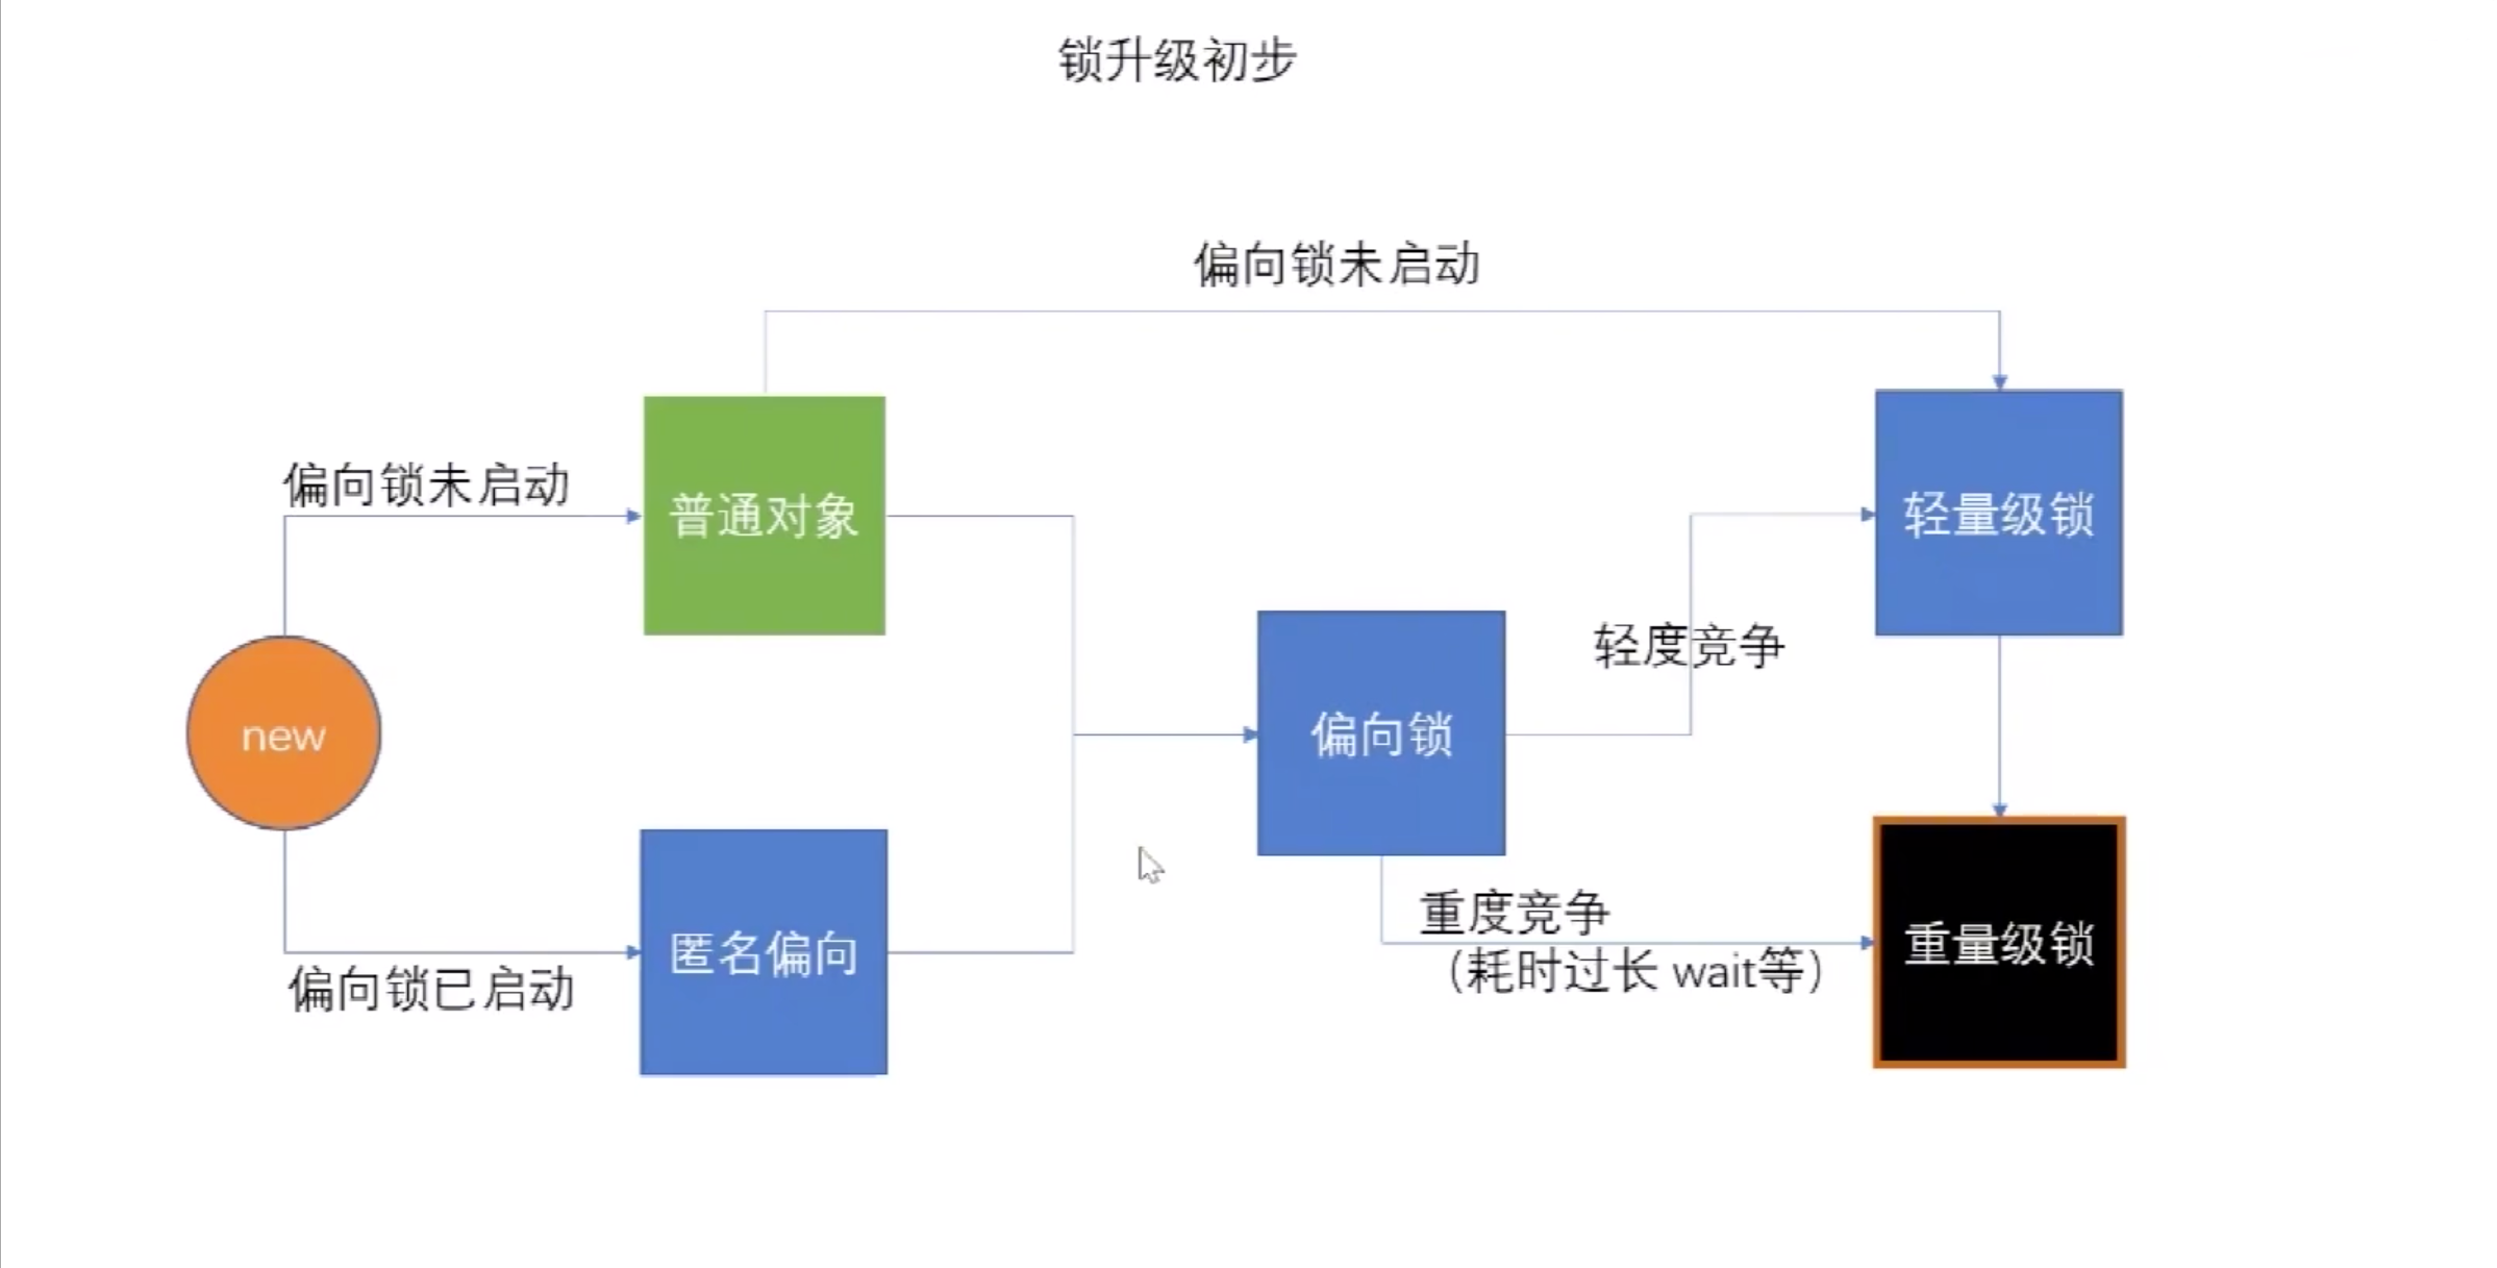 锁升级初步
偏向锁未启动
偏向锁未启动
普通对象
轻量级锁
轻度竞争
new
偏向锁
重度竞争
（耗时过长 wait等）
重量级锁
匿名偏向
偏向锁已启动